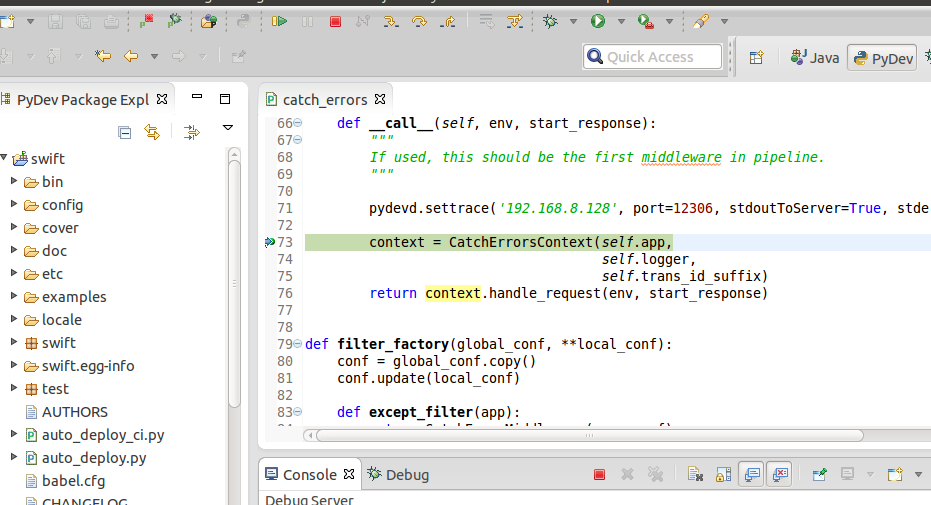 Quick Access
Java
PyDev
PyDev Package Expl
catch_errors
swift
bin
config
cover
doc
etc
examples
locale
swift
swift.egg-info
test
AUTHORS
auto_deploy_ci.py
auto_deploy.py
babel.cfg
CHANGELOG
66 def __call__(self, env, start_response):
67 """
68 If used, this should be the first middleware in pipeline.
69 """
70
71 pydevd.settrace('192.168.8.128', port=12306, stdoutToServer=True, stde
72
73 context = CatchErrorsContext(self.app,
74 self.logger,
75 self.trans_id_suffix)
76 return context.handle_request(env, start_response)
77
78
79 def filter_factory(global_conf, **local_conf):
80 conf = global_conf.copy()
81 conf.update(local_conf)
82
83 def except_filter(app):
Console
Debug
Debug Server